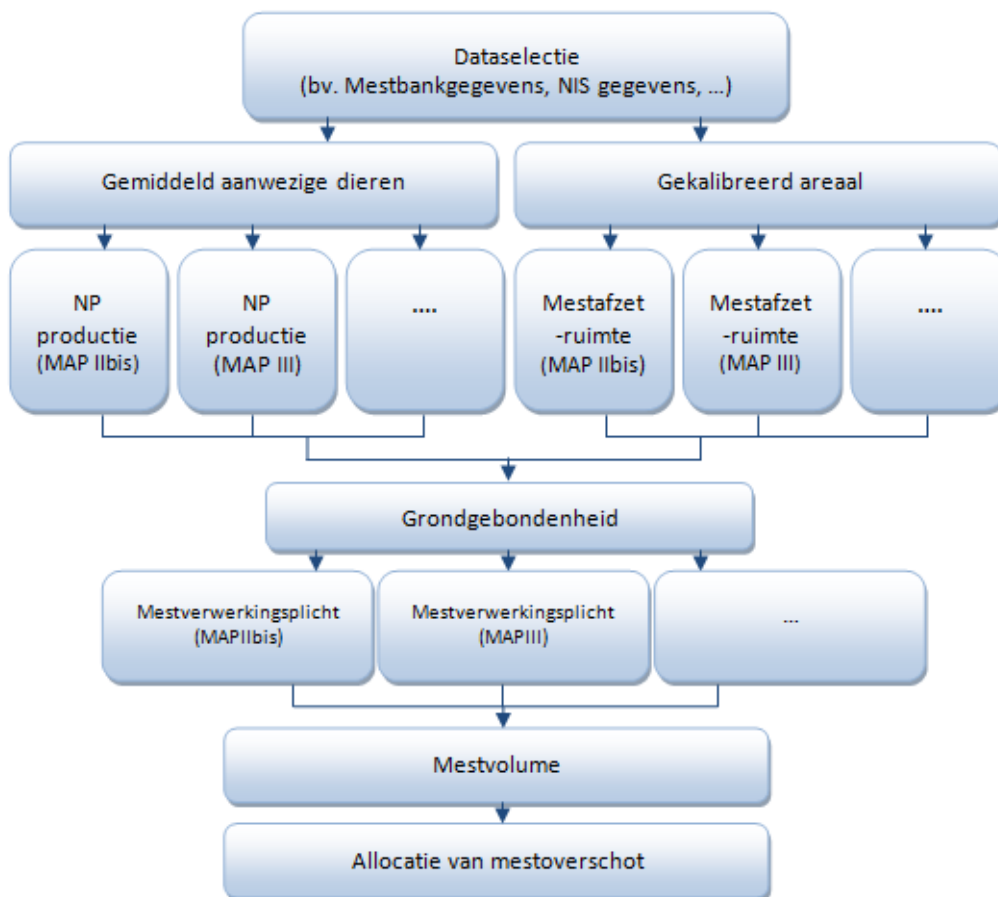 Dataselectie
(bv. Mestbankgegevens, NIS gegevens, ...)
Gemiddeld aanwezige dieren
Gekalibreerd areaal
NP
productie
(MAP IIbis)
NP
productie
(MAP III)
....
Mestafzet
-ruimte
(MAP IIbis)
Mestafzet
-ruimte
(MAP III)
....
Grondgebondenheid
Mestverwerkingsplicht
(MAPIIbis)
Mestverwerkingsplicht
(MAPIII)
...
Mestvolume
Allocatie van mestoverschot